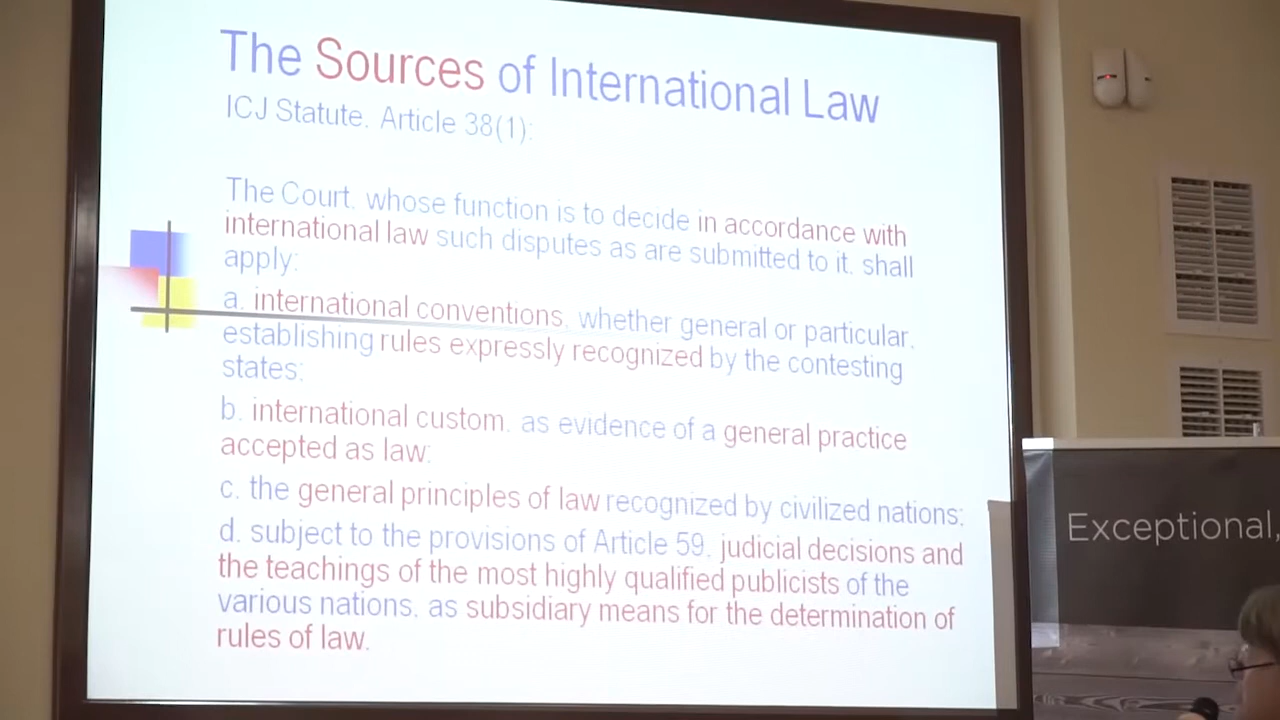 The Sources of International Law
ICJ Statute. Article 38(1):
The Court, whose function is to decide in accordance with
international law such disputes as are submitted to it, shall
apply:
a. international conventions, whether general or particular,
establishing rules expressly recognized by the contesting
states;
b. international custom, as evidence of a general practice
accepted as law;
c. the general principles of law recognized by civilized nations;
d. subject to the provisions of Article 59, judicial decisions and
the teachings of the most highly qualified publicists of the
various nations, as subsidiary means for the determination of
rules of law.
Exceptional,